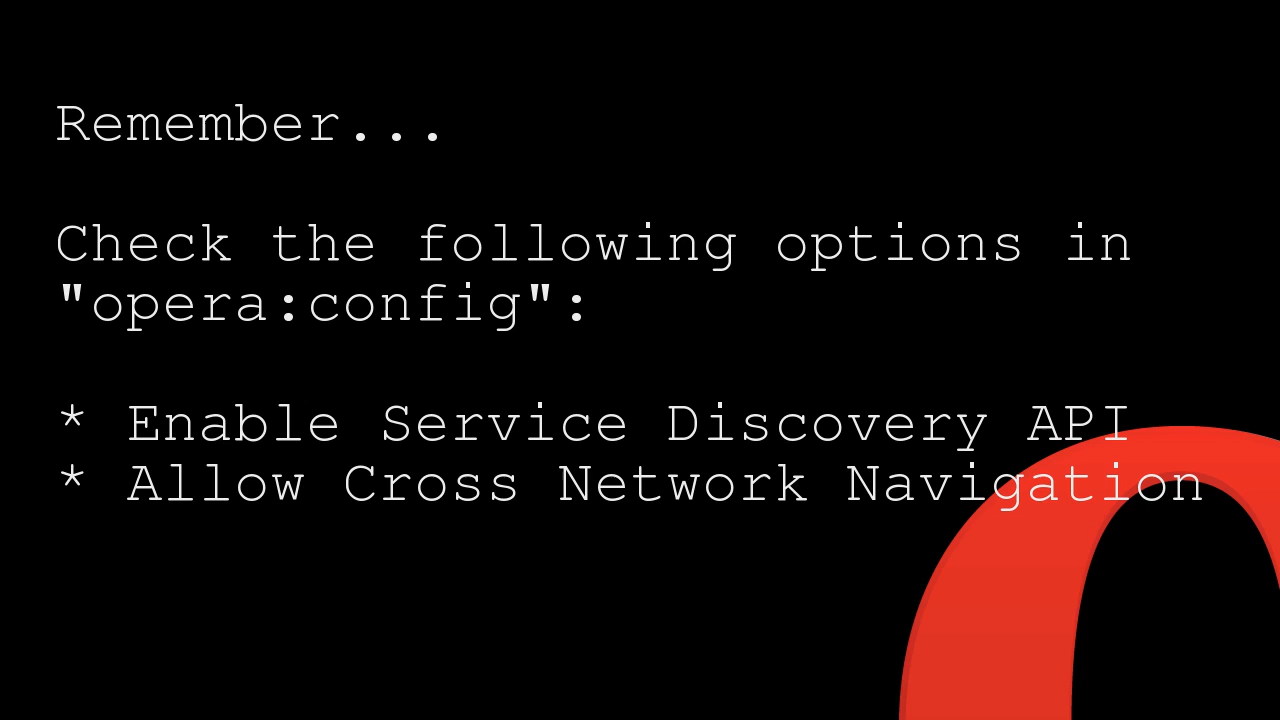 Remember...
Check the following options in
"opera:config":
* Enable Service Discovery API
* Allow Cross Network Navigation